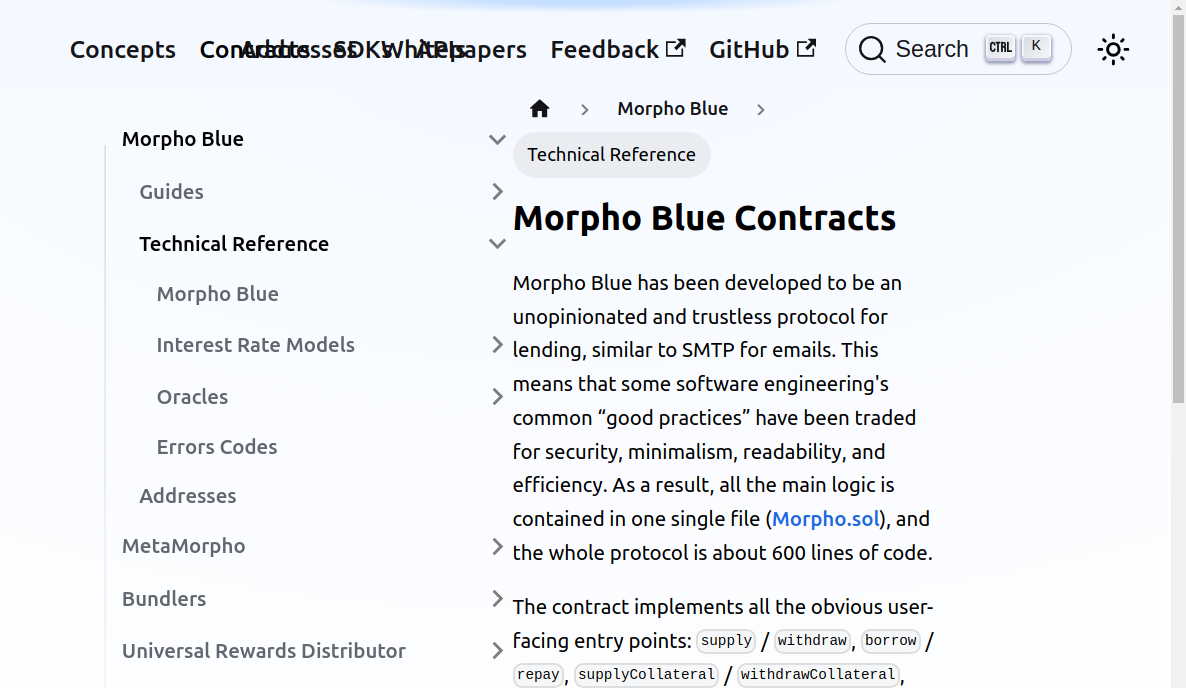 Concepts Contracts Addresses SDKs Whitepapers APIs Feedback GitHub Search CTRL K
Morpho Blue
Technical Reference
Morpho Blue
Guides
Technical Reference
Morpho Blue
Interest Rate Models
Oracles
Errors Codes
Addresses
MetaMorpho
Bundlers
Universal Rewards Distributor
Morpho Blue Contracts
Morpho Blue has been developed to be an
unopinionated and trustless protocol for
lending, similar to SMTP for emails. This
means that some software engineering's
common “good practices” have been traded
for security, minimalism, readability, and
efficiency. As a result, all the main logic is
contained in one single file (Morpho.sol), and
the whole protocol is about 600 lines of code.
The contract implements all the obvious user-
facing entry points: supply / withdraw, borrow /
repay, supplyCollateral / withdrawCollateral,